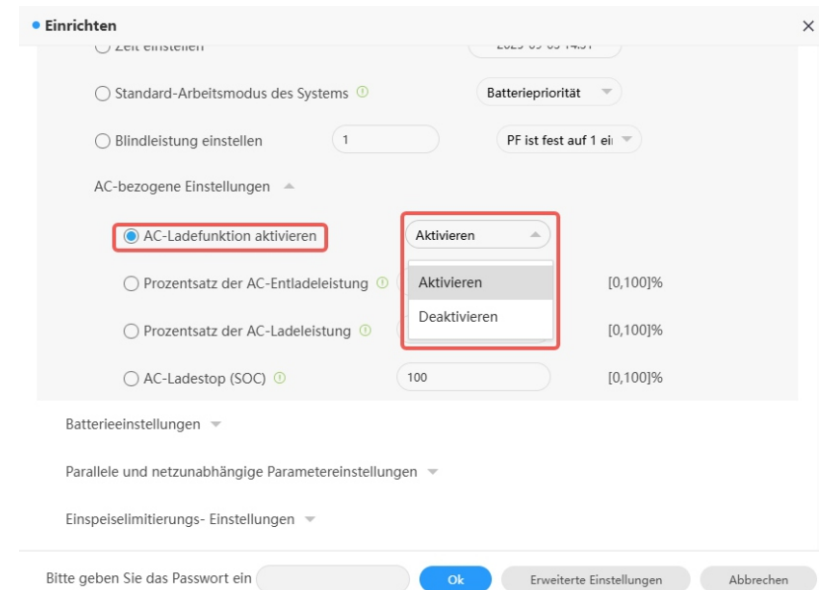 Einrichten
Zeit einstellen
Standard-Arbeitsmodus des Systems Batteriepriorität
Blindleistung einstellen 1 PF ist fest auf 1 ei
AC-bezogene Einstellungen
AC-Ladefunktion aktivieren Aktivieren
Prozentsatz der AC-Entladeleistung Aktivieren [0,100]%
Prozentsatz der AC-Ladeleistung Deaktivieren [0,100]%
AC-Ladestop (SOC) 100 [0,100]%
Batterieeinstellungen
Parallele und netzunabhängige Parametereinstellungen
Einspeiselimitierungs- Einstellungen
Bitte geben Sie das Passwort ein Ok Erweiterte Einstellungen Abbrechen